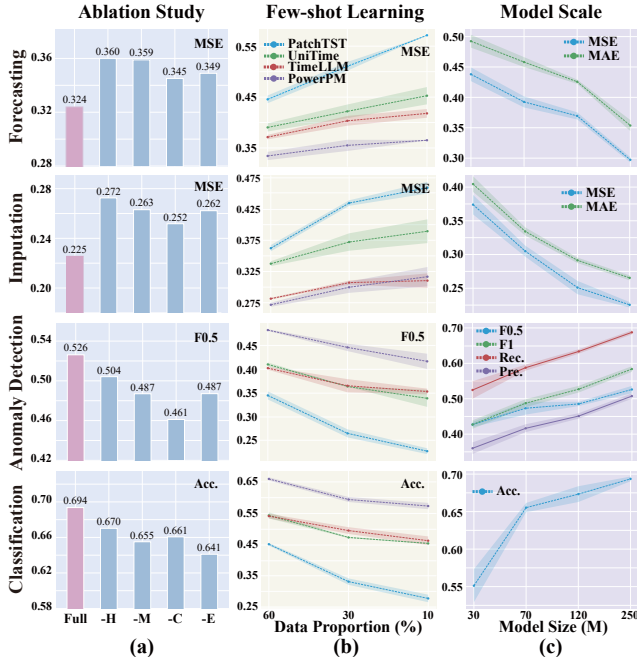 Ablation Study
Few-shot Learning
Model Scale
Forecasting
MSE
0.36
0.32
0.28
0.324
0.360
0.359
0.345
0.349
PatchTST
UniTime
TimeLLM
PowerPM
MSE
0.55
0.45
0.35
0.25
MSE
MAE
0.50
0.45
0.40
0.35
0.30
Imputation
MSE
0.28
0.24
0.20
0.225
0.272
0.263
0.252
0.262
MSE
0.475
0.425
0.375
0.325
0.275
MSE
MAE
0.40
0.35
0.30
0.25
Anomaly Detection
F0.5
0.54
0.50
0.46
0.42
0.526
0.504
0.487
0.461
0.487
F0.5
0.45
0.40
0.35
0.30
0.25
F0.5
F1
Rec.
Pre.
0.70
0.60
0.50
0.40
Classification
Acc.
0.70
0.66
0.62
0.58
0.694
0.670
0.655
0.661
0.641
Full
-H
-M
-C
-E
Acc.
0.65
0.55
0.45
0.35
0.25
60
30
10
Data Proportion (%)
Acc.
0.70
0.65
0.60
0.55
30
70
120
250
Model Size (M)
(a)
(b)
(c)